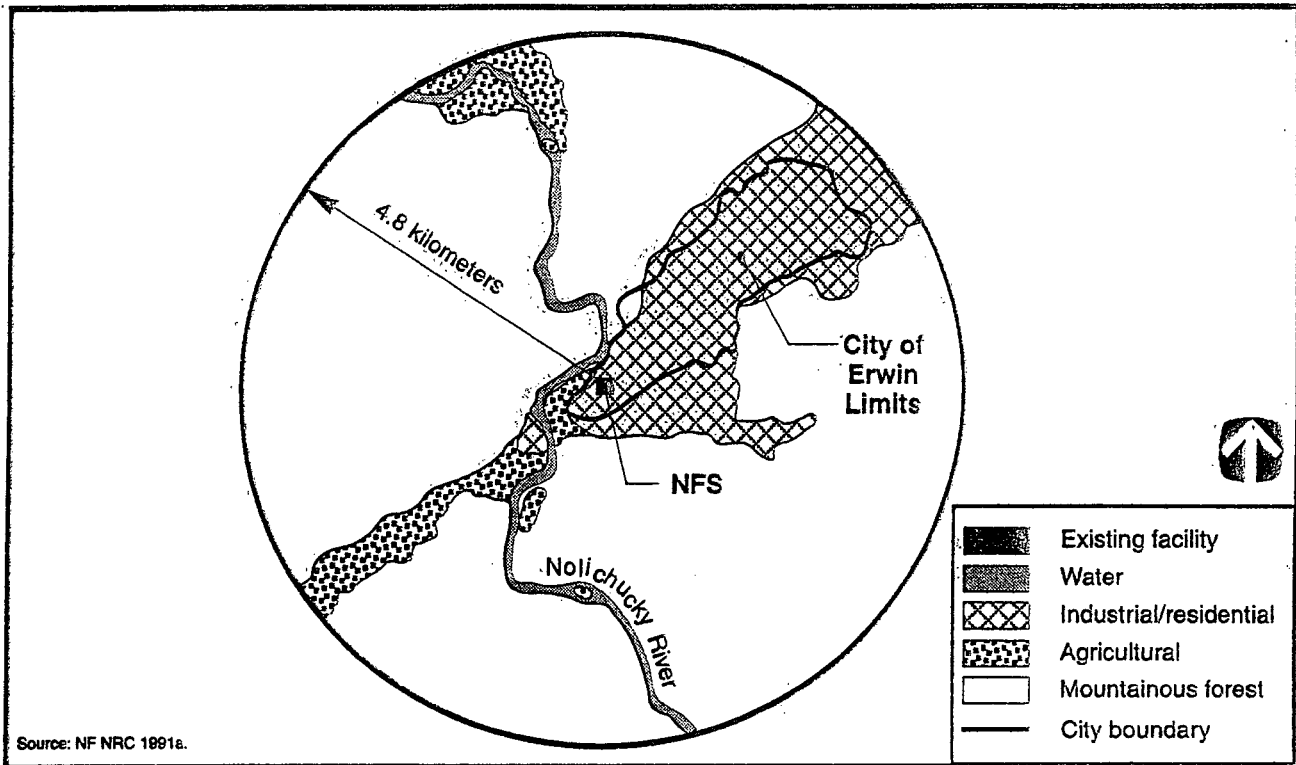 4.8 kilometers
City of
Erwin
Limits
NFS
Nolichucky River
Existing facility
Water
Industrial/residential
Agricultural
Mountainous forest
City boundary
Source: NF NRC 1991a.